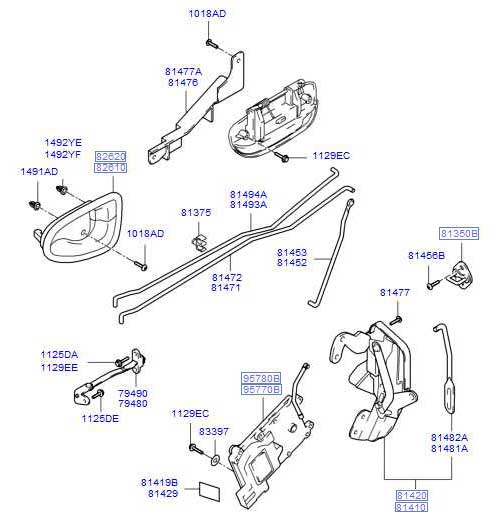 1018AD
81477A
81476
1492YE
1492YF
82620
82610
1491AD
1129EC
81494A
81493A
81375
1018AD
81453
81452
81350B
81456B
81472
81471
81477
1125DA
1129EE
79490
79480
1125DE
95780B
95770B
1129EC
83397
81419B
81429
81482A
81481A
81420
81410